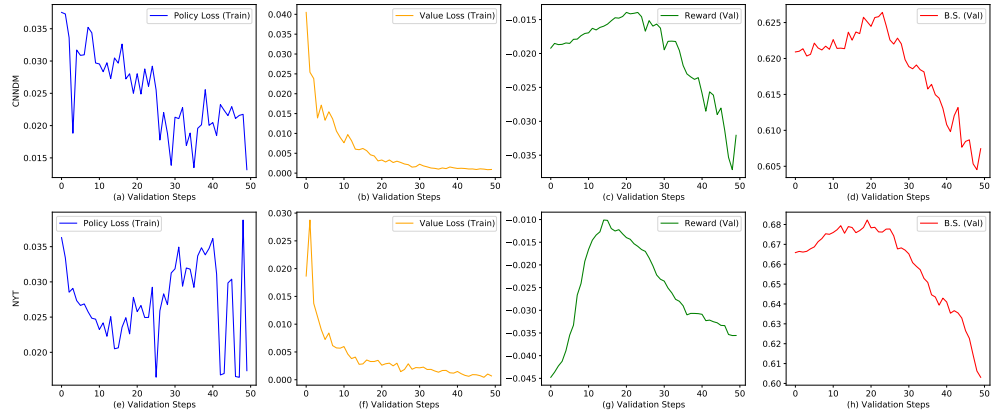 Policy Loss (Train)
0.035
0.030
0.025
0.020
0.015
CNNDM
0 10 20 30 40 50
(a) Validation Steps
Value Loss (Train)
0.040
0.035
0.030
0.025
0.020
0.015
0.010
0.005
0.000
0 10 20 30 40 50
(b) Validation Steps
Reward (Val)
−0.015
−0.020
−0.025
−0.030
−0.035
0 10 20 30 40 50
(c) Validation Steps
B.S. (Val)
0.625
0.620
0.615
0.610
0.605
0 10 20 30 40 50
(d) Validation Steps
Policy Loss (Train)
0.035
0.030
0.025
0.020
NYT
0 10 20 30 40 50
(e) Validation Steps
Value Loss (Train)
0.030
0.025
0.020
0.015
0.010
0.005
0.000
0 10 20 30 40 50
(f) Validation Steps
Reward (Val)
−0.010
−0.015
−0.020
−0.025
−0.030
−0.035
−0.040
−0.045
0 10 20 30 40 50
(g) Validation Steps
B.S. (Val)
0.68
0.67
0.66
0.65
0.64
0.63
0.62
0.61
0.60
0 10 20 30 40 50
(h) Validation Steps